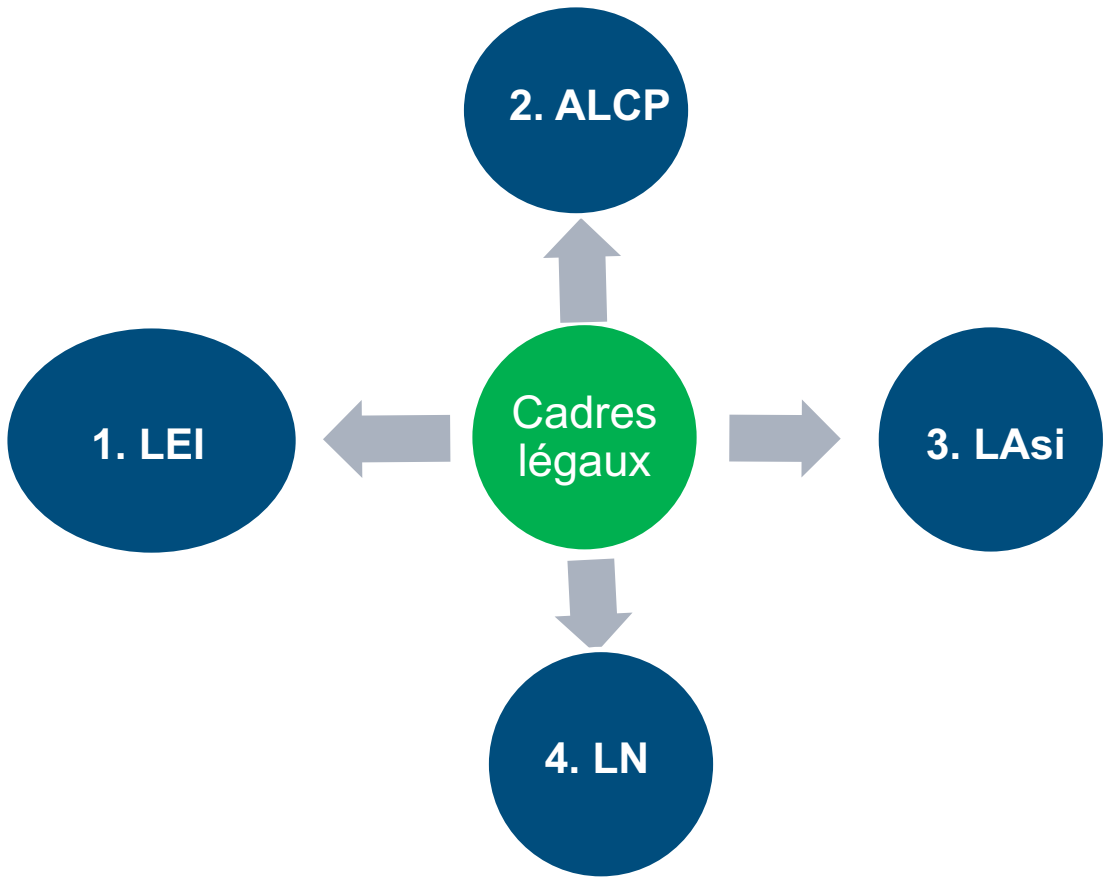 2. ALCP
Cadres
légaux
1. LEI
3. LAsi
4. LN